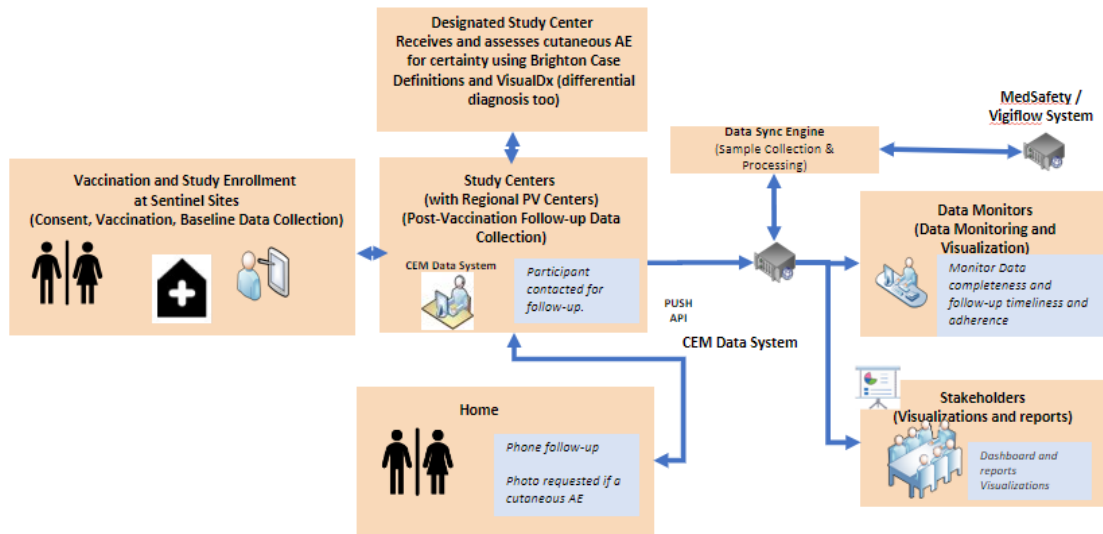 Designated Study Center
Receives and assesses cutaneous AE
for certainty using Brighton Case
Definitions and VisualDx (differential
diagnosis too)
MedSafety /
Vigiflow System
Data Sync Engine
(Sample Collection &
Processing)
Vaccination and Study Enrollment
at Sentinel Sites
(Consent, Vaccination, Baseline Data Collection)
Study Centers
(with Regional PV Centers)
(Post-Vaccination Follow-up Data
Collection)
CEM Data System
Participant
contacted for
follow-up.
PUSH
API
CEM Data System
Data Monitors
(Data Monitoring and
Visualization)
Monitor Data
completeness and
follow-up timeliness and
adherence
Home
Phone follow-up
Photo requested if a
cutaneous AE
Stakeholders
(Visualizations and reports)
Dashboard and
reports
Visualizations